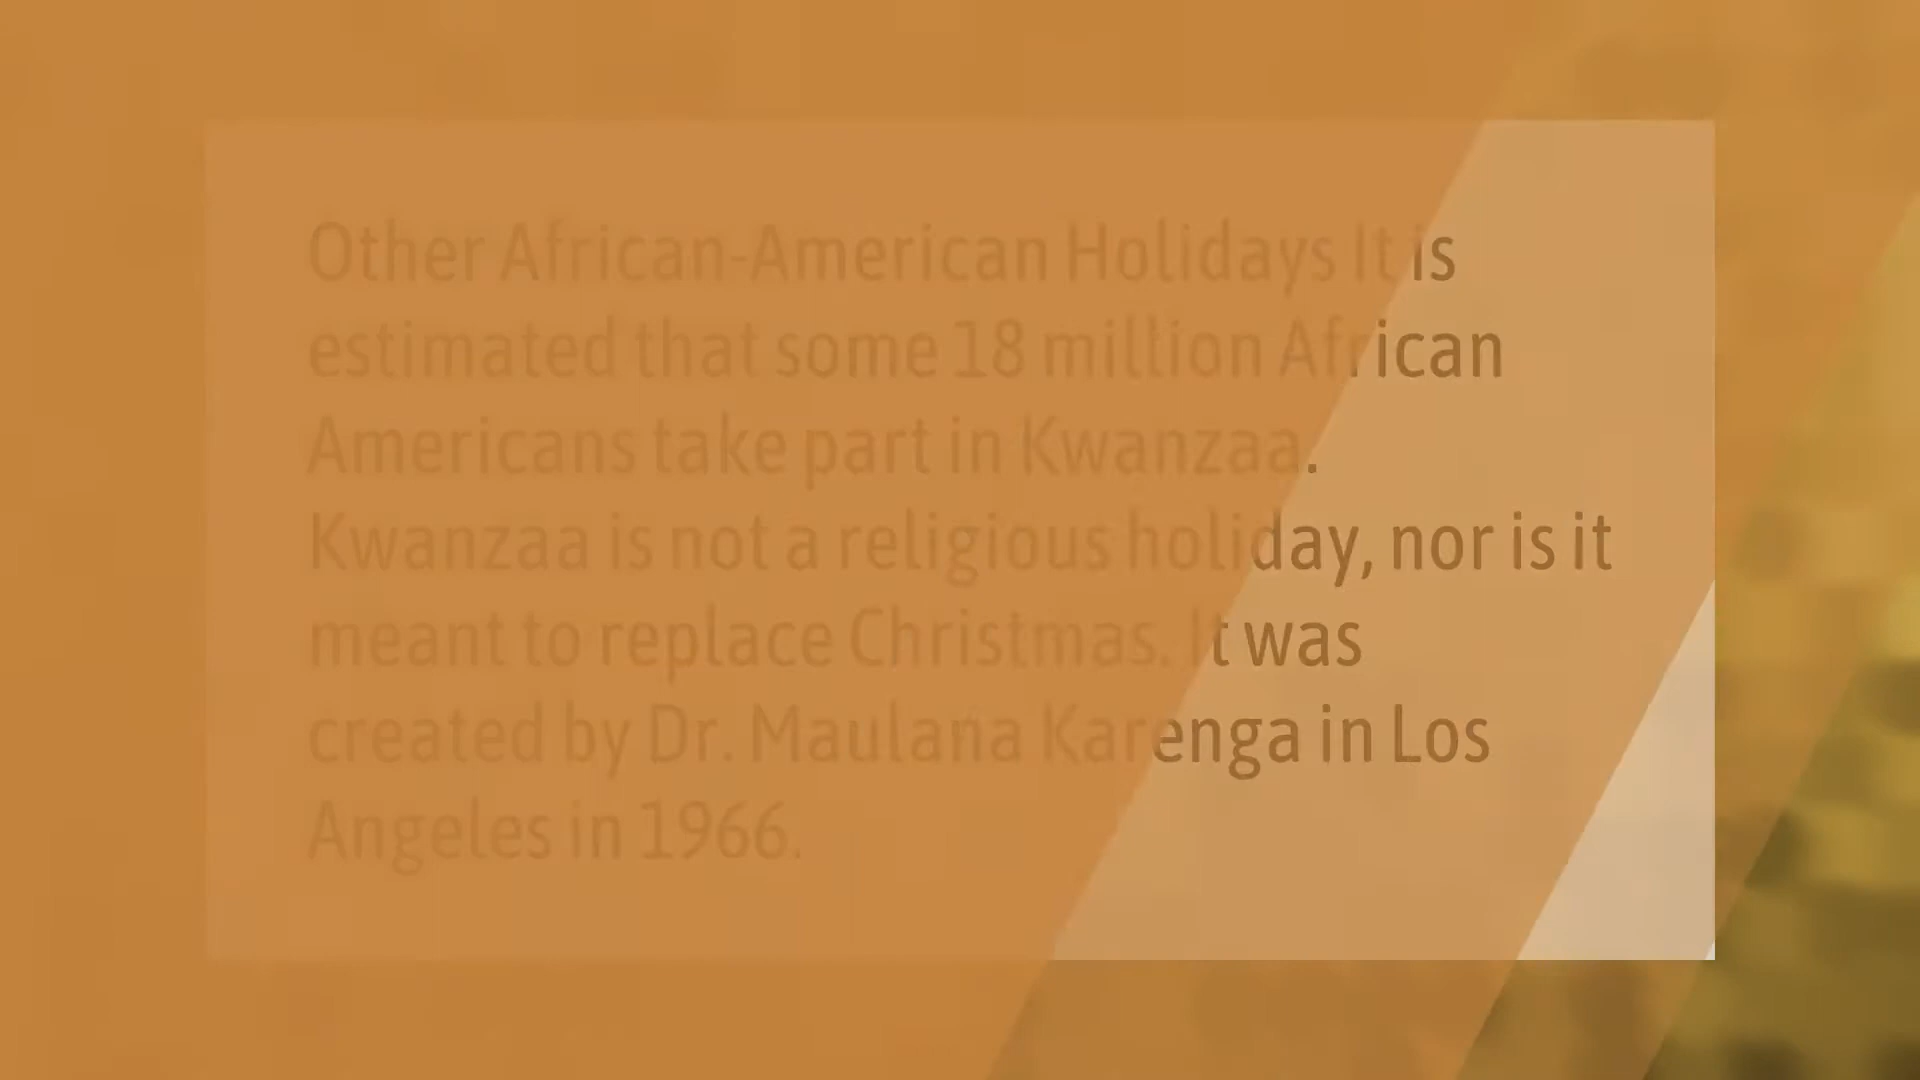 Other African-American Holidays It is
estimated that some 18 million African
Americans take part in Kwanzaa.
Kwanzaa is not a religious holiday, nor is it
meant to replace Christmas. It was
created by Dr. Maulana Karenga in Los
Angeles in 1966.